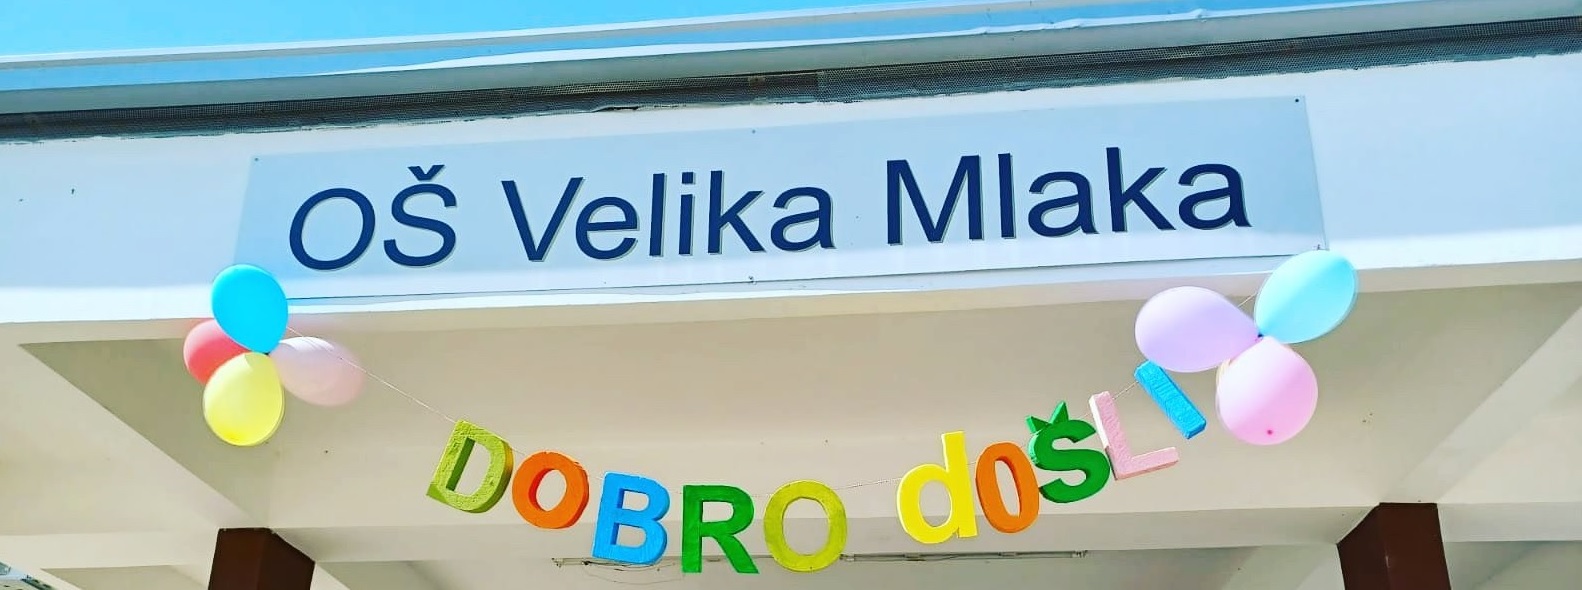 OŠ Velika Mlaka
DOBRO dOŠLI